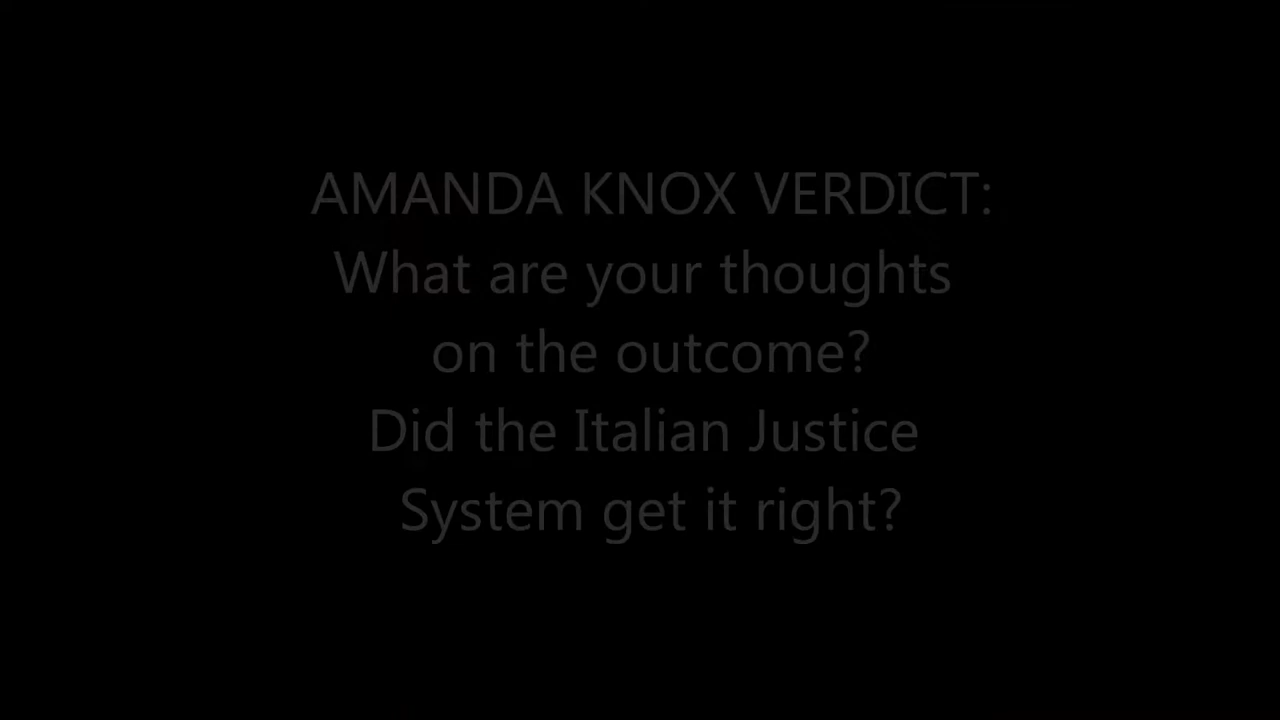 AMANDA KNOX VERDICT:
What are your thoughts
on the outcome?
Did the Italian Justice
System get it right?